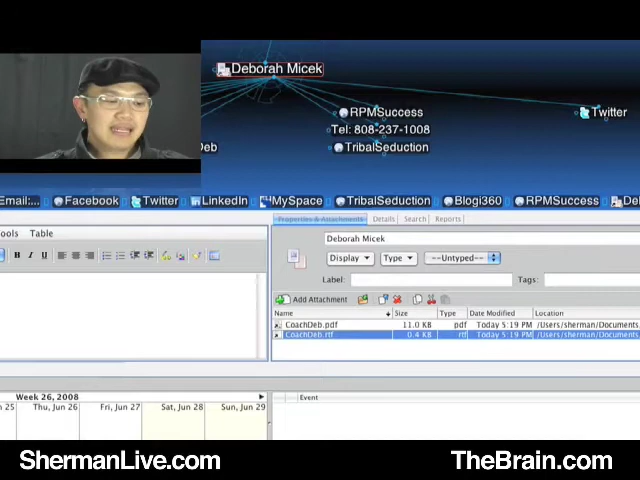 Deborah Micek
RPMSuccess
Twitter
Tel: 808-237-1008
Deb
TribalSeduction
Email:...
Facebook
Twitter
LinkedIn
MySpace
TribalSeduction
Blogi360
RPMSuccess
De
Properties & Attachments Details Search Reports
ools Table
Deborah Micek
B I U
Display Type --Untyped---
Label: Tags:
Add Attachment
Name Size Type Date Modified Location
CoachDeb.pdf 11.0 KB pdf Today 5:19 PM /Users/sherman/Documents
CoachDeb.rtf 0.4 KB rtf Today 5:19 PM /Users/sherman/Documents
Week 26, 2008 Event
n 25 Thu, Jun 26 Fri, Jun 27 Sat, Jun 28 Sun, Jun 29
ShermanLive.com TheBrain.com